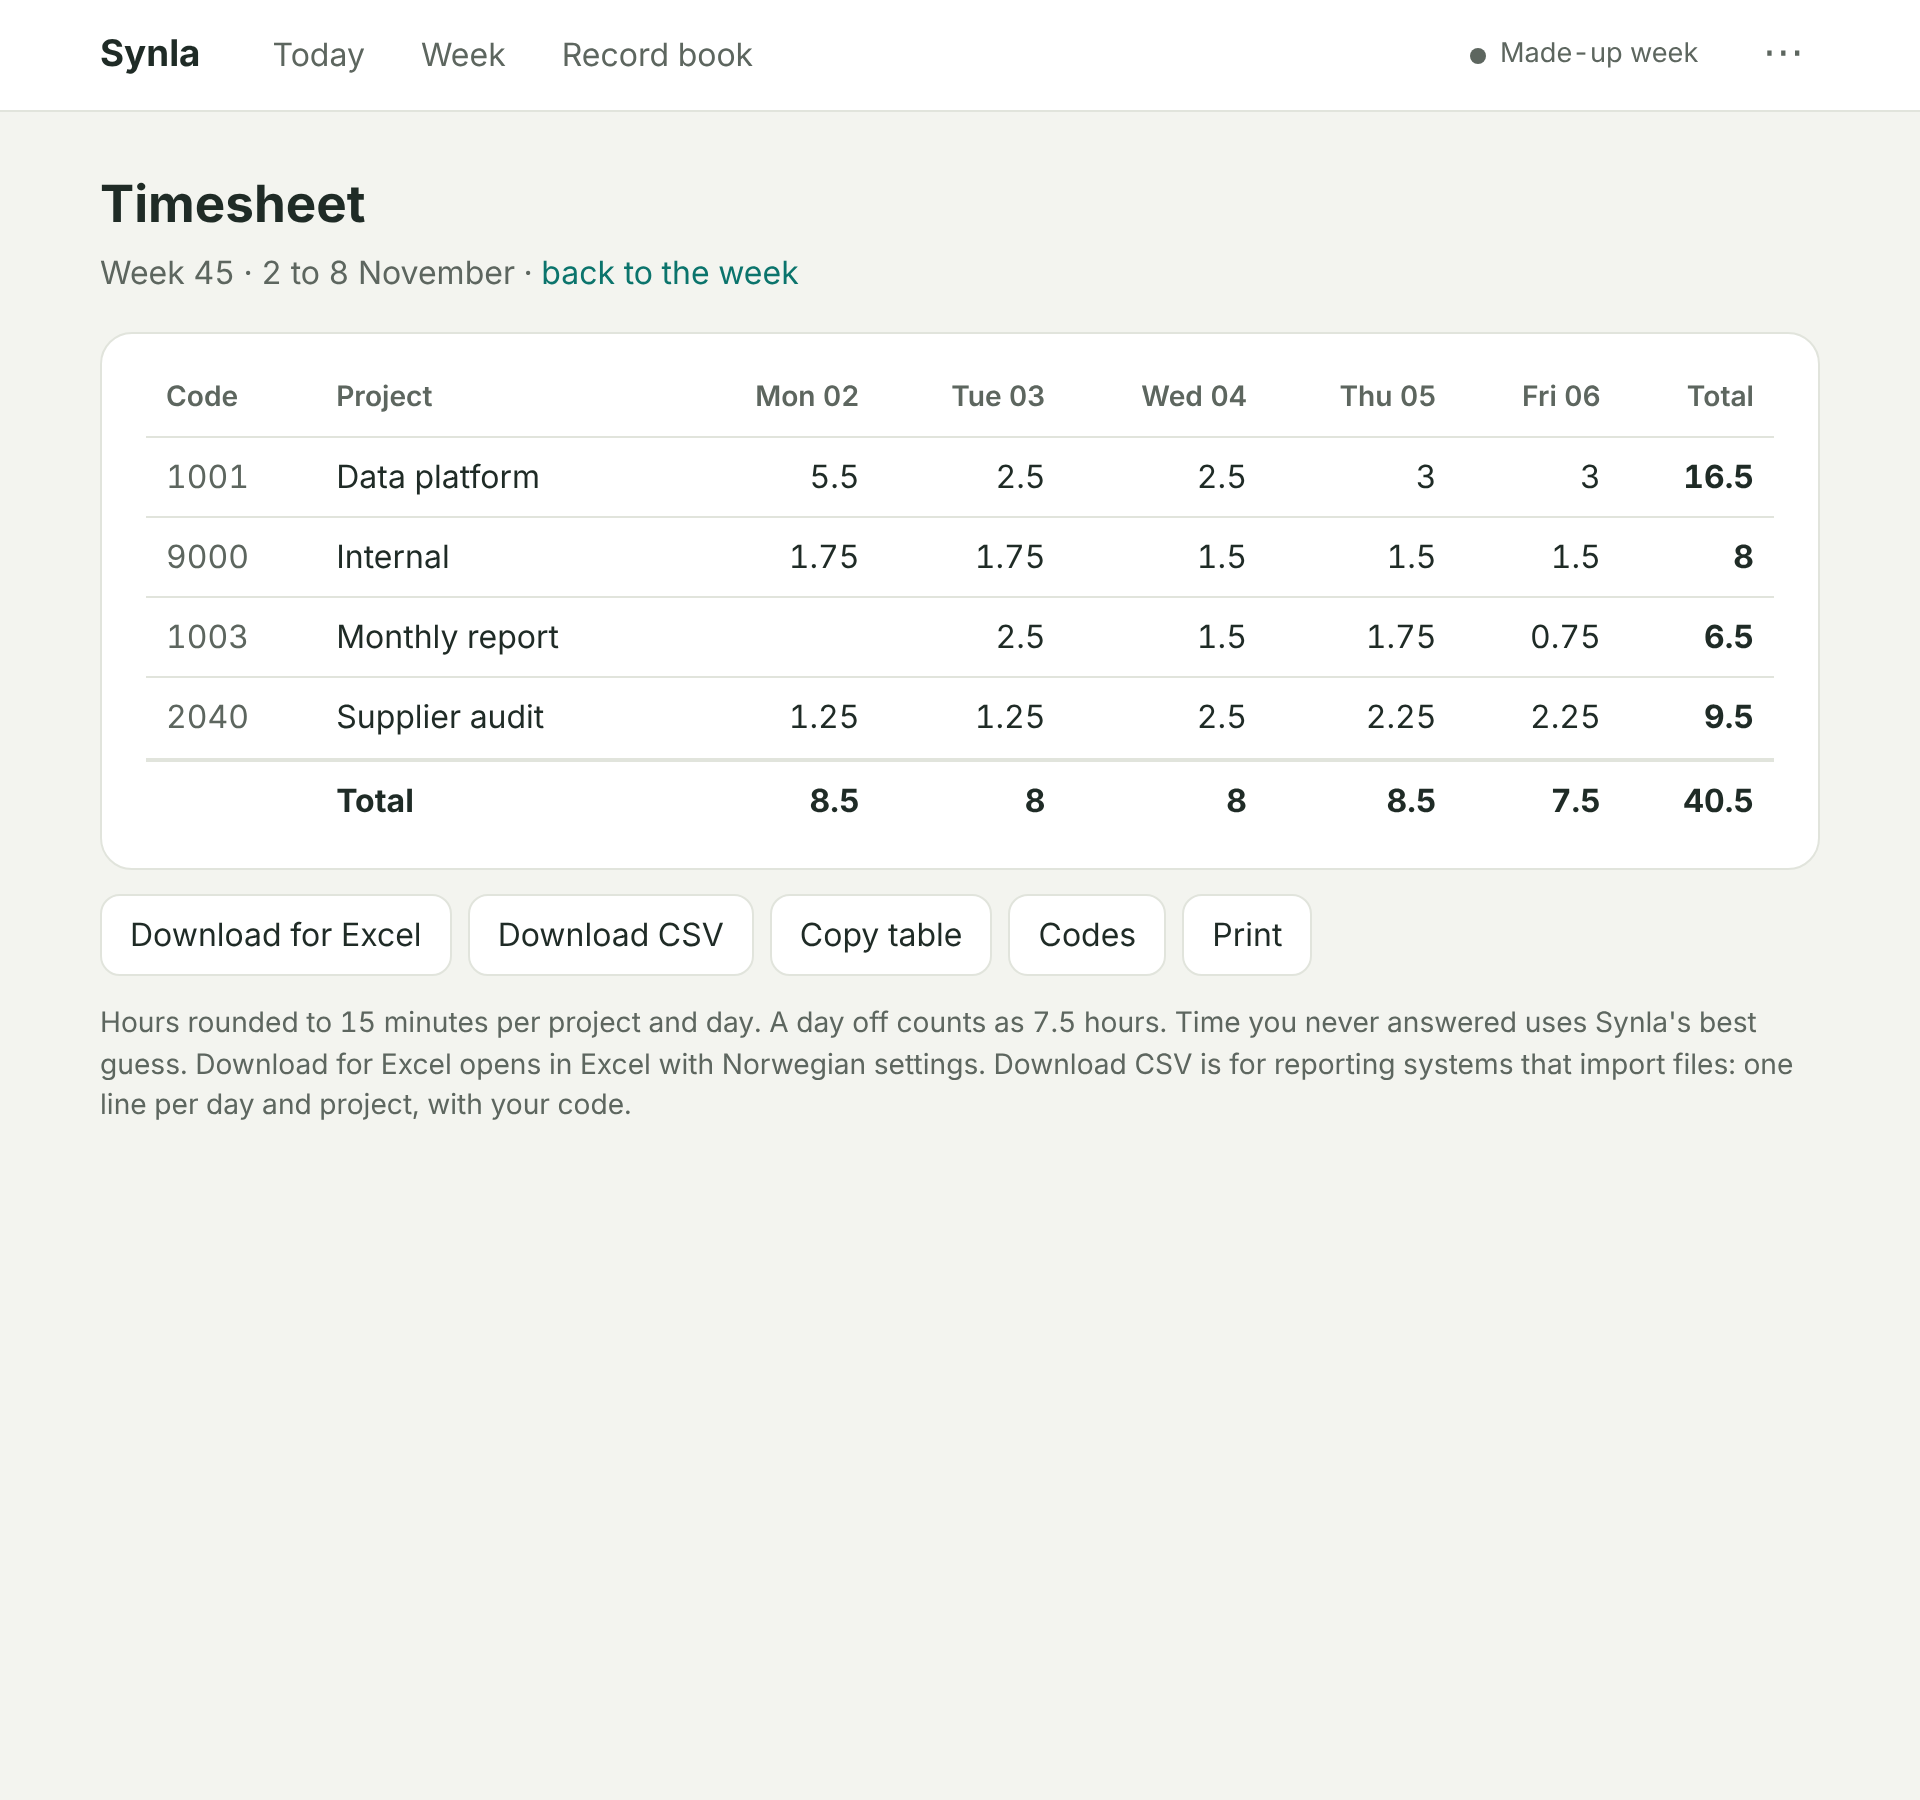 Synla Today Week Record book Made-up week ...
Timesheet
Week 45 · 2 to 8 November · back to the week
Code Project Mon 02 Tue 03 Wed 04 Thu 05 Fri 06 Total
1001 Data platform 5.5 2.5 2.5 3 3 16.5
9000 Internal 1.75 1.75 1.5 1.5 1.5 8
1003 Monthly report 2.5 1.5 1.75 0.75 6.5
2040 Supplier audit 1.25 1.25 2.5 2.25 2.25 9.5
Total 8.5 8 8 8.5 7.5 40.5
Download for Excel Download CSV Copy table Codes Print
Hours rounded to 15 minutes per project and day. A day off counts as 7.5 hours. Time you never answered uses Synla's best
guess. Download for Excel opens in Excel with Norwegian settings. Download CSV is for reporting systems that import files: one
line per day and project, with your code.